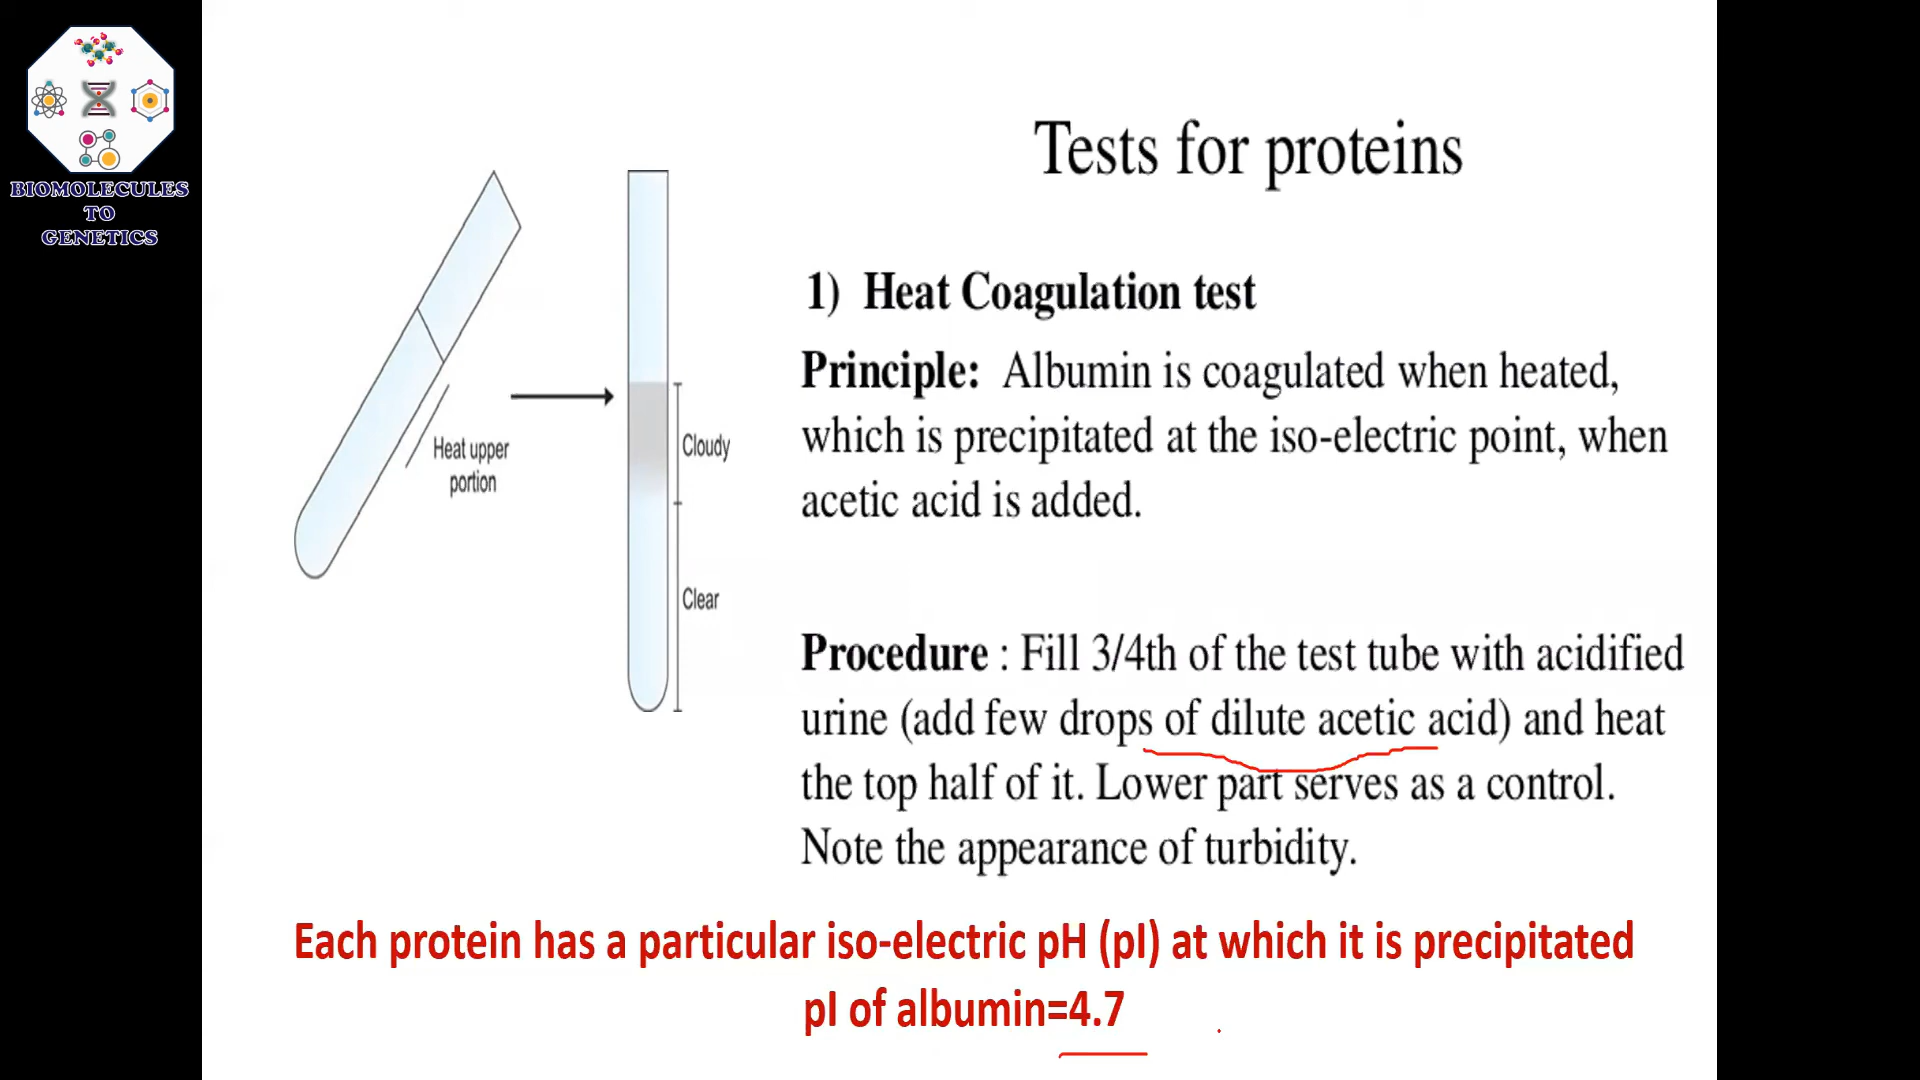 BIOMOLECULES
TO
GENETICS
Tests for proteins
1) Heat Coagulation test
Principle: Albumin is coagulated when heated,
which is precipitated at the iso-electric point, when
acetic acid is added.
Heat upper
portion
Cloudy
Clear
Procedure : Fill 3/4th of the test tube with acidified
urine (add few drops of dilute acetic acid) and heat
the top half of it. Lower part serves as a control.
Note the appearance of turbidity.
Each protein has a particular iso-electric pH (pI) at which it is precipitated
pI of albumin=4.7